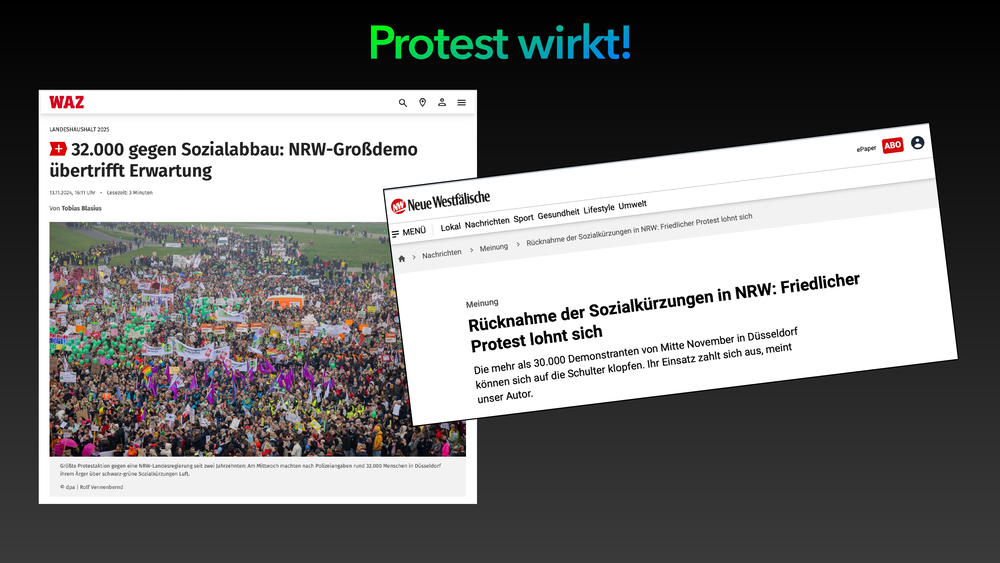 Protest wirkt!
WAZ
LANDESHAUSHALT 2025
32.000 gegen Sozialabbau: NRW-Großdemo
übertrifft Erwartung
13.11.2024, 16:11 Uhr • Lesezeit: 3 Minuten
Von Tobias Blasius
Größte Protestaktion gegen eine NRW-Landesregierung seit zwei Jahrzehnten: Am Mittwoch machten nach Polizeiangaben rund 32.000 Menschen in Düsseldorf
ihrem Ärger über schwarz-grüne Sozialkürzungen Luft.
© dpa | Rolf Vennenbernd
ePaper ABO
NW Neue Westfälische
MENÜ Lokal Nachrichten Sport Gesundheit Lifestyle Umwelt
Nachrichten > Meinung > Rücknahme der Sozialkürzungen in NRW: Friedlicher Protest lohnt sich
Meinung
Rücknahme der Sozialkürzungen in NRW: Friedlicher
Protest lohnt sich
Die mehr als 30.000 Demonstranten von Mitte November in Düsseldorf
können sich auf die Schulter klopfen. Ihr Einsatz zahlt sich aus, meint
unser Autor.